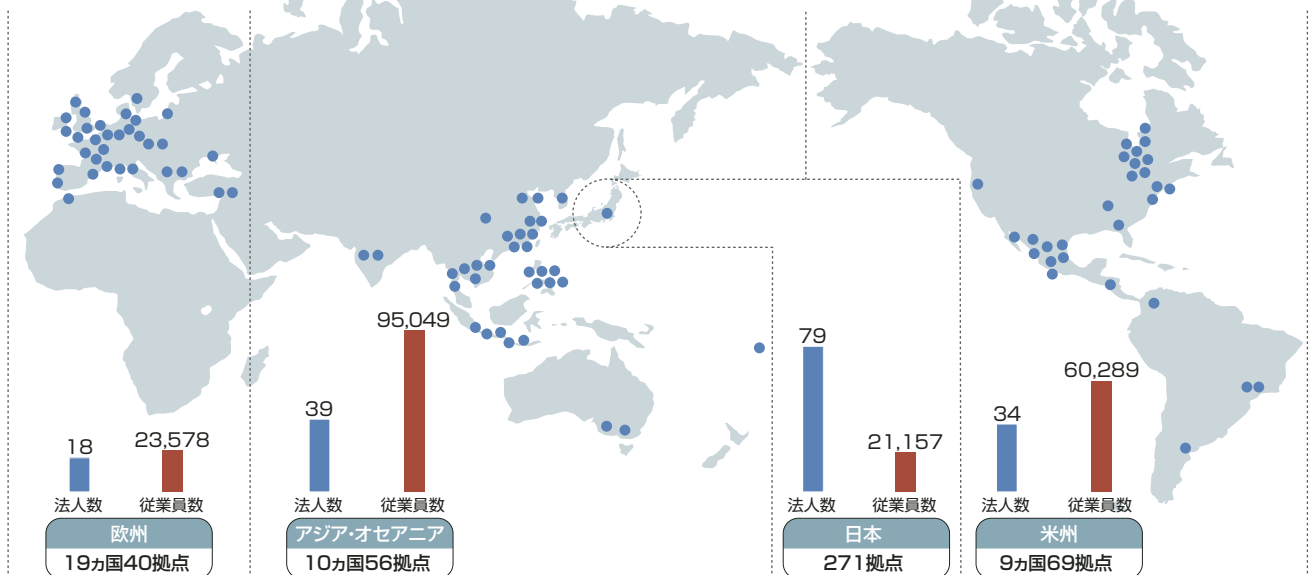 18
23,578
法人数
従業員数
欧州
19ヵ国40拠点
39
95,049
法人数
従業員数
アジア・オセアニア
10ヵ国56拠点
79
21,157
法人数
従業員数
日本
271拠点
34
60,289
法人数
従業員数
米州
9ヵ国69拠点